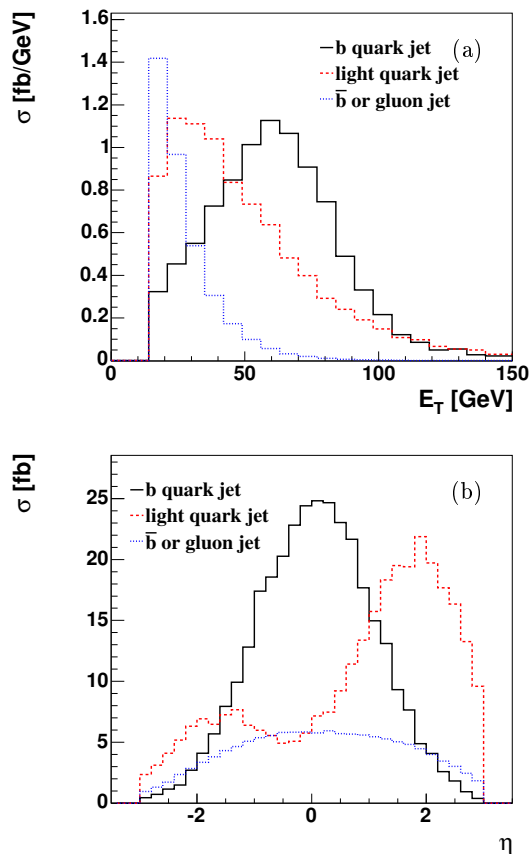 σ [fb/GeV]
1.6
1.4
1.2
1
0.8
0.6
0.4
0.2
0
b quark jet
light quark jet
b̅ or gluon jet
(a)
0 50 100 150
E_T [GeV]
σ [fb]
25
20
15
10
5
0
b quark jet
light quark jet
b̅ or gluon jet
(b)
-2 0 2
η